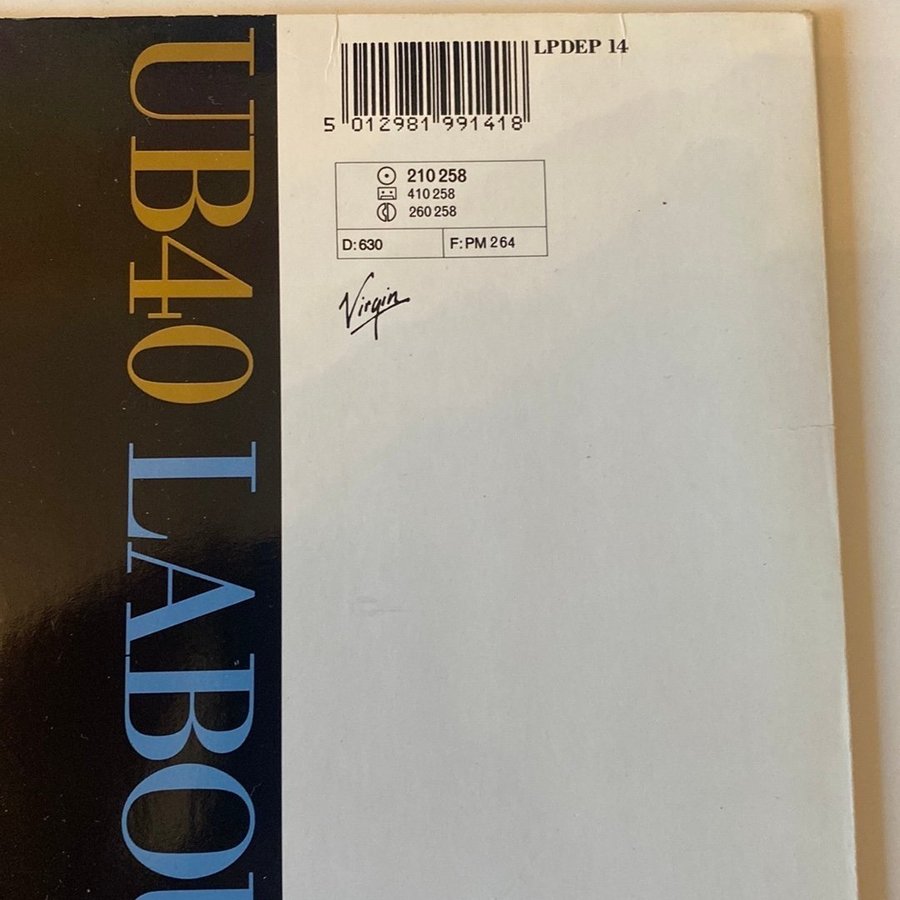 UB40 LABOU
LPDEP 14
5 012981 991418
210 258
410 258
260 258
D: 630
F: PM 264
Virgin